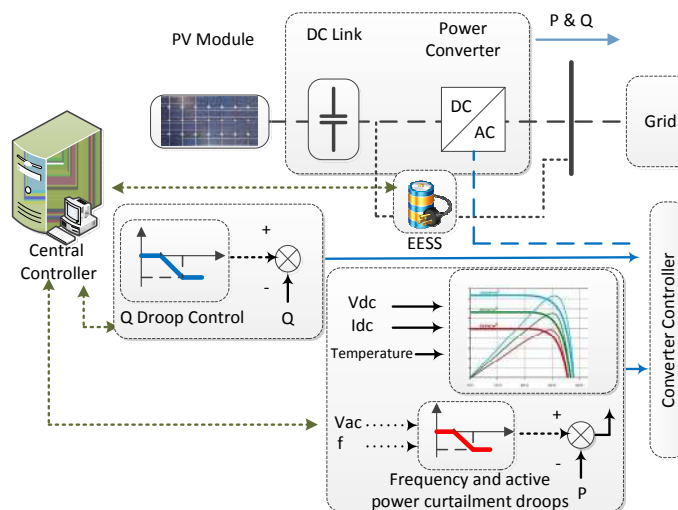 P & Q
PV Module
DC Link
Power
Converter
DC
AC
Grid
EESS
Central
Controller
+
-
Q Droop Control
Q
Converter Controller
Vdc
Idc
Temperature
Vac
f
+
-
Frequency and active
power curtailment droops
P